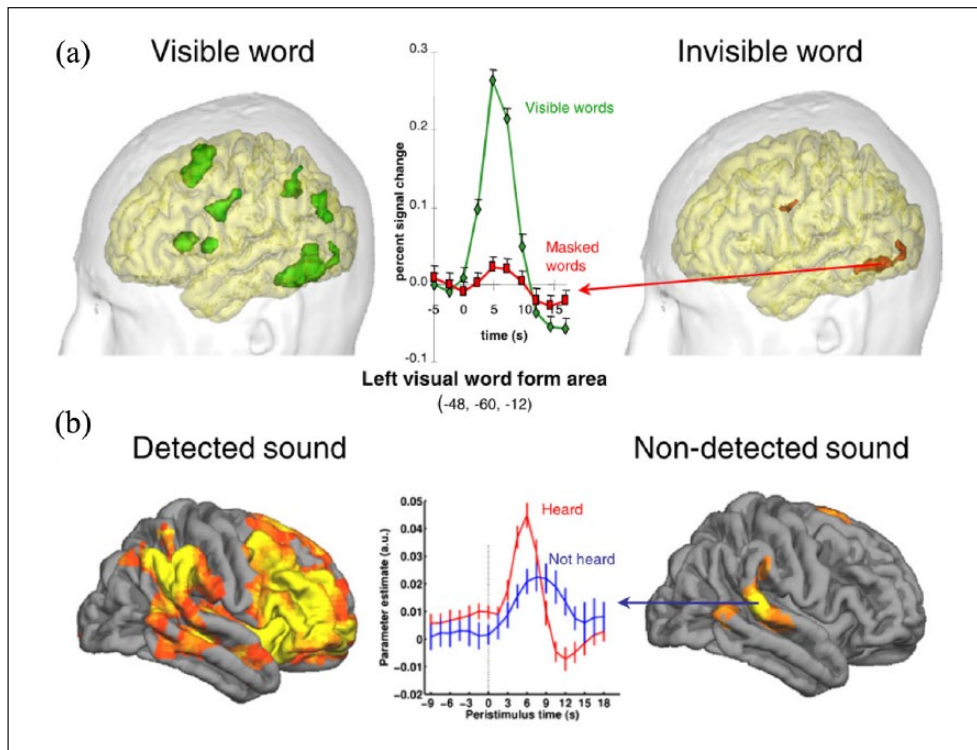 (a)
Visible word
Invisible word
percent signal change
0.3
0.2
0.1
0.0
-0.1
Visible words
Masked
words
-5
0
5
10
15
time (s)
Left visual word form area
(-48, -60, -12)
(b)
Detected sound
Non-detected sound
Parameter estimate (a.u.)
0.05
0.04
0.03
0.02
0.01
0
-0.01
-0.02
Heard
Not heard
-9 -6 -3 0 3 6 9 12 15 18
Peristimulus time (s)